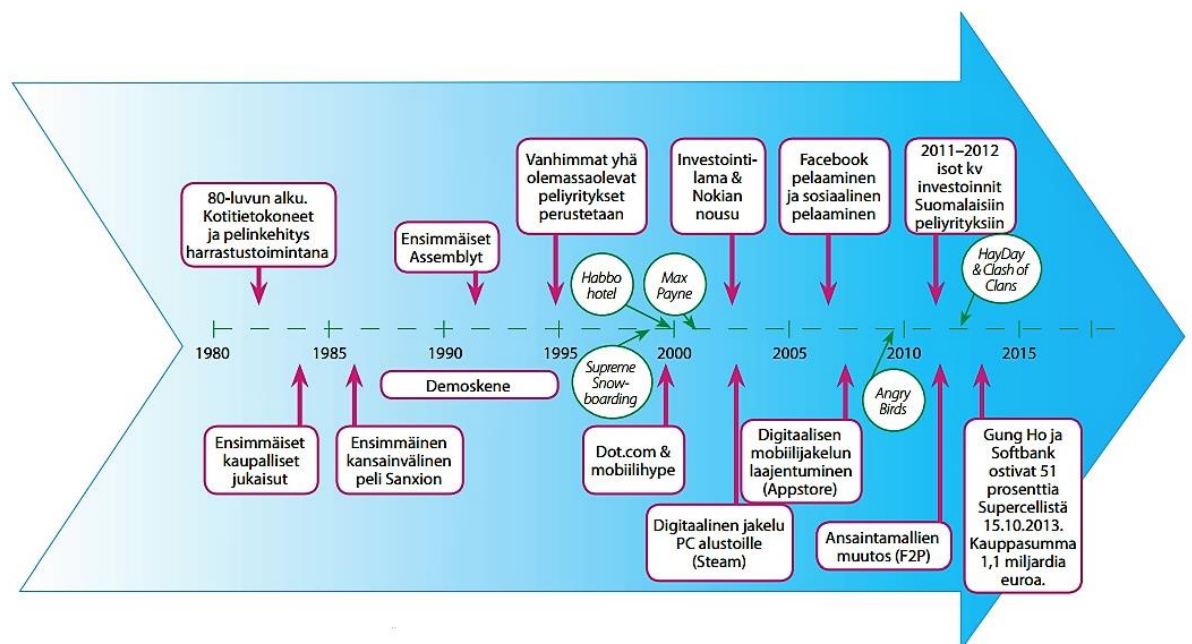 80-luvun alku.
Kotitietokoneet
ja pelinkehitys
harrastustoimintana
Ensimmäiset
Assemblyt
Vanhimmat yhä
olemassaolevat
peliyritykset
perustetaan
Investointi-
lama &
Nokian
nousu
Facebook
pelaaminen
ja sosiaalinen
pelaaminen
2011–2012
isot kv
investoinnit
Suomalaisiin
peliyrityksiin
Habbo
hotel
Max
Payne
HayDay
& Clash of
Clans
1980
1985
1990
1995
2000
2005
2010
2015
Supreme
Snow-
boarding
Angry
Birds
Demoskene
Ensimmäiset
kaupalliset
jukaisut
Ensimmäinen
kansainvälinen
peli Sanxion
Dot.com &
mobiilihype
Digitaalinen jakelu
PC alustoille
(Steam)
Digitaalisen
mobiilijakelun
laajentuminen
(Appstore)
Ansaintamallien
muutos (F2P)
Gung Ho ja
Softbank
ostivat 51
prosenttia
Supercellistä
15.10.2013.
Kauppasumma
1,1 miljardia
euroa.